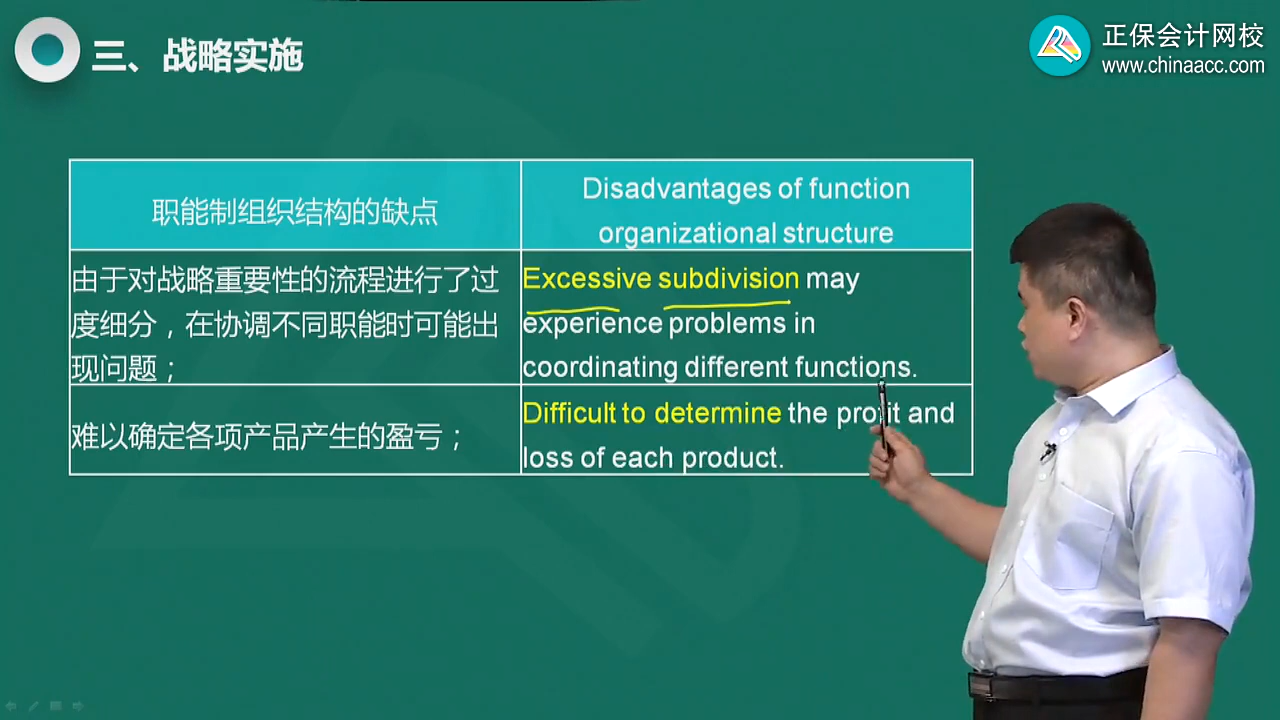 三、战略实施
正保会计网校
www.chinaacc.com
职能制组织结构的缺点
Disadvantages of function
organizational structure
由于对战略重要性的流程进行了过
度细分，在协调不同职能时可能出
现问题；
Excessive subdivision may
experience problems in
coordinating different functions.
难以确定各项产品产生的盈亏；
Difficult to determine the profit and
loss of each product.